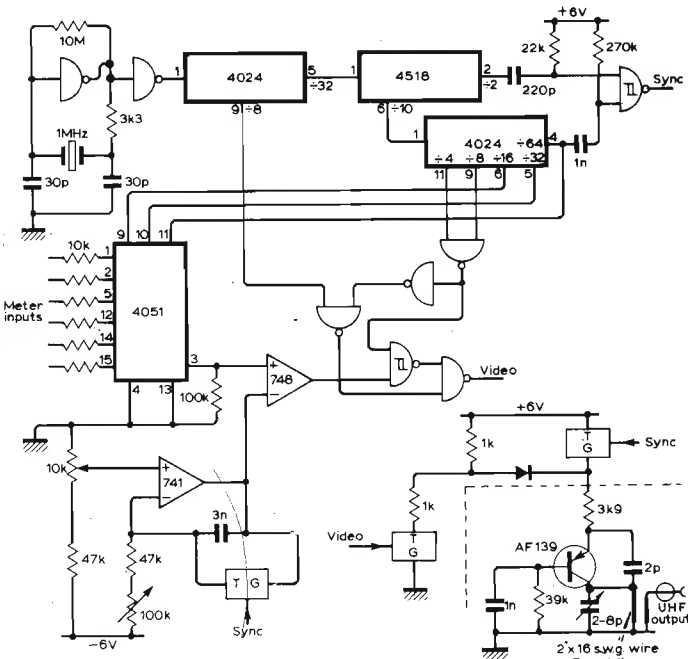 +6V
10M
22k
270k
1
4024
5
÷32
1
4518
2
÷2
220p
Sync
9
÷8
6
÷10
3k3
1MHz
1
4024
÷64
4
÷4
÷8
÷16
÷32
1n
11
9
6
5
30p
30p
9
10
11
10k
1
2
5
12
14
15
Meter
inputs
4051
3
4
13
100k
+
748
−
Video
+6V
1k
T
G
Sync
10k
+
741
−
3n
1k
3k9
Video
T
G
AF139
2p
47k
47k
T G
1n
39k
2-8p
UHF
output
100k
Sync
−6V
2"x 16 s.w.g. wire